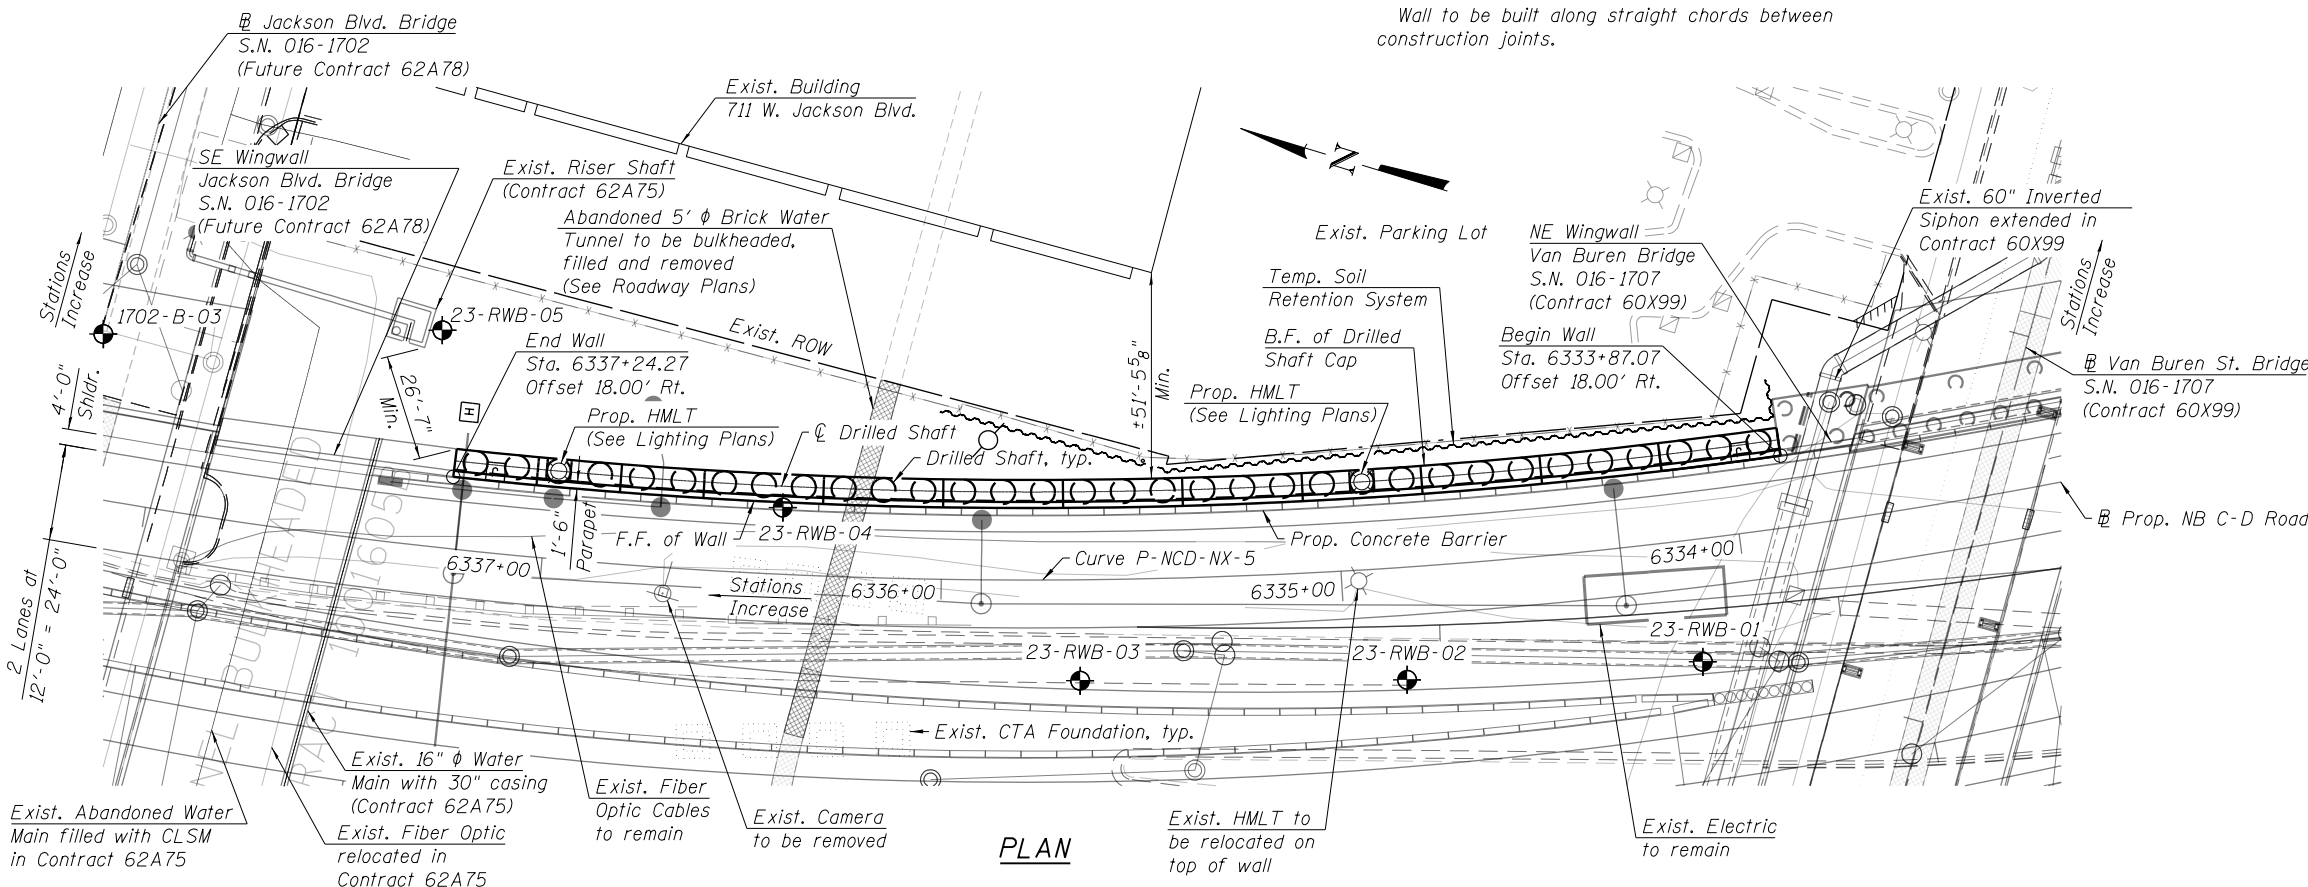 Wall to be built along straight chords between
construction joints.
℄ Jackson Blvd. Bridge
S.N. 016-1702
(Future Contract 62A78)
Exist. Building
711 W. Jackson Blvd.
SE Wingwall
Jackson Blvd. Bridge
S.N. 016-1702
(Future Contract 62A78)
Exist. Riser Shaft
(Contract 62A75)
Abandoned 5' ϕ Brick Water
Tunnel to be bulkheaded,
filled and removed
(See Roadway Plans)
N
Exist. Parking Lot
Exist. 60" Inverted
Siphon extended in
Contract 60X99
NE Wingwall
Van Buren Bridge
S.N. 016-1707
(Contract 60X99)
Temp. Soil
Retention System
Stations
Increase
Stations
Increase
1702-B-03
23-RWB-05
Exist. ROW
End Wall
Sta. 6337+24.27
Offset 18.00' Rt.
B.F. of Drilled
Shaft Cap
Begin Wall
Sta. 6333+87.07
Offset 18.00' Rt.
±51'-5⅝"
Min.
℄ Van Buren St. Bridge
S.N. 016-1707
(Contract 60X99)
4'-0"
Shldr.
26'-7"
Min.
H
Prop. HMLT
(See Lighting Plans)
Prop. HMLT
(See Lighting Plans)
℄ Drilled Shaft
Drilled Shaft, typ.
1'-6"
Parapet
F.F. of Wall
23-RWB-04
Prop. Concrete Barrier
℄ Prop. NB C-D Road
Curve P-NCD-NX-5
6337+00
6336+00
6335+00
6334+00
Stations
Increase
2 Lanes at
12'-0" = 24'-0"
23-RWB-03
23-RWB-02
23-RWB-01
Exist. CTA Foundation, typ.
Exist. 16" ϕ Water
Main with 30" casing
(Contract 62A75)
Exist. Abandoned Water
Main filled with CLSM
in Contract 62A75
Exist. Fiber Optic
relocated in
Contract 62A75
Exist. Fiber
Optic Cables
to remain
Exist. Camera
to be removed
PLAN
Exist. HMLT to
be relocated on
top of wall
Exist. Electric
to remain